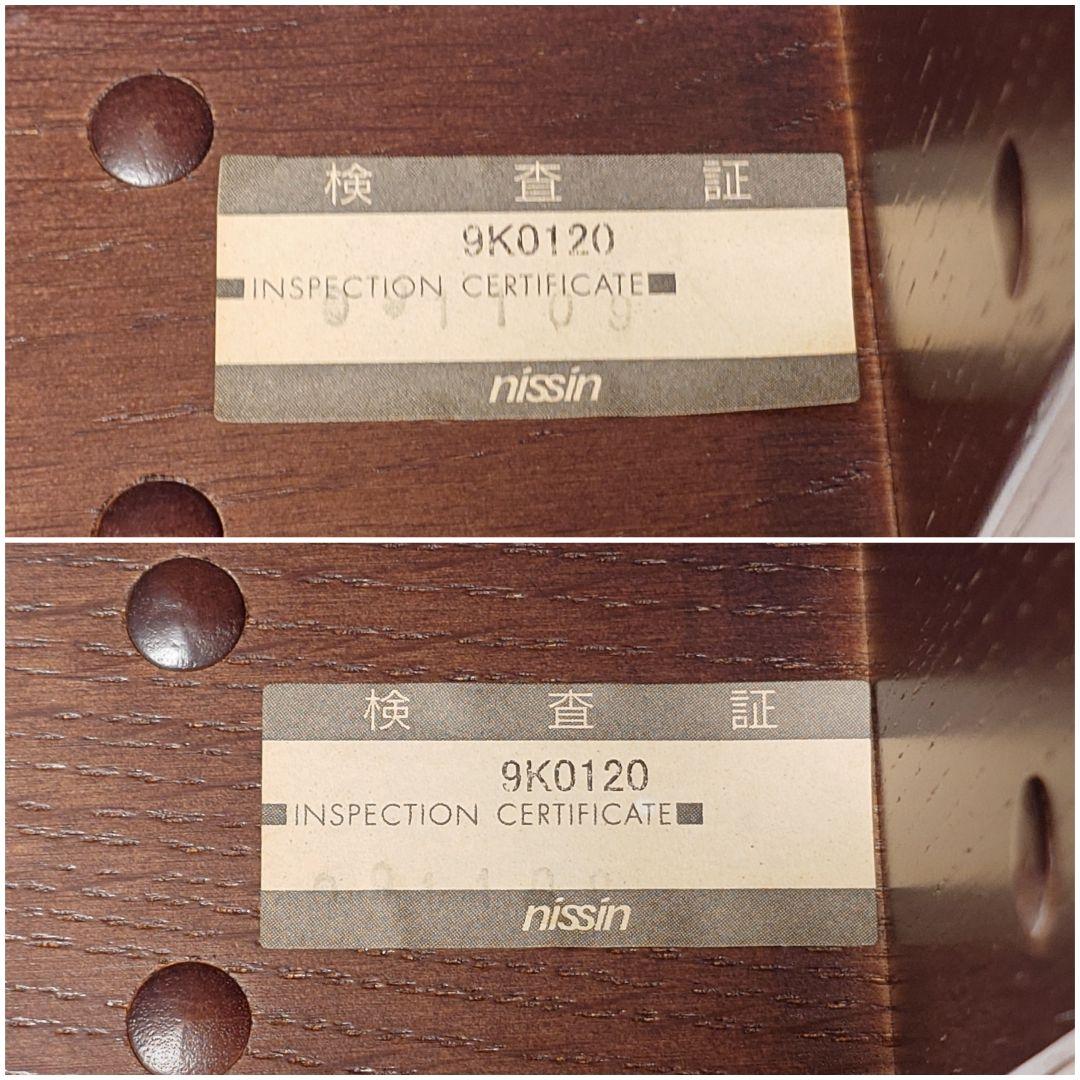 検査証
9K0120
INSPECTION CERTIFICATE
nissin
検査証
9K0120
INSPECTION CERTIFICATE
nissin